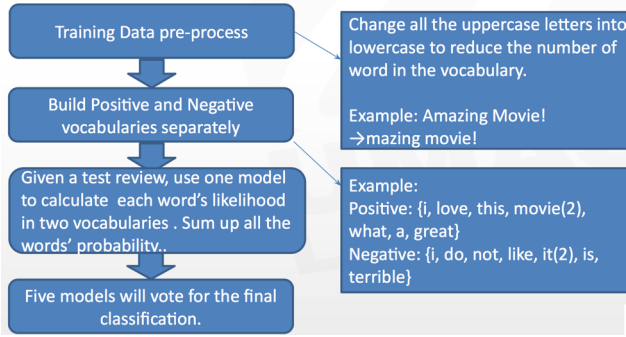 Training Data pre-process
Build Positive and Negative
vocabularies separately
Given a test review, use one model
to calculate each word's likelihood
in two vocabularies . Sum up all the
words' probability..
Five models will vote for the final
classification.
Change all the uppercase letters into
lowercase to reduce the number of
word in the vocabulary.
Example: Amazing Movie!
→mazing movie!
Example:
Positive: {i, love, this, movie(2),
what, a, great}
Negative: {i, do, not, like, it(2), is,
terrible}